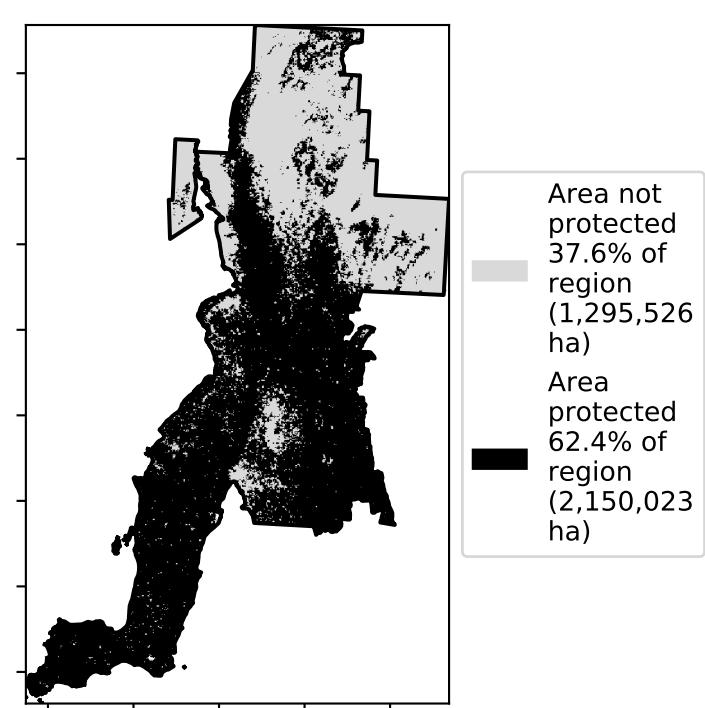 Area not
protected
37.6% of
region
(1,295,526
ha)
Area
protected
62.4% of
region
(2,150,023
ha)